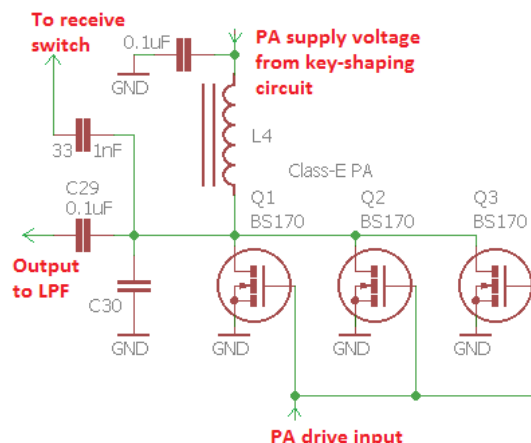 To receive
switch
0.1uF
GND
PA supply voltage
from key-shaping
circuit
33 1nF
L4
Class-E PA
C29
0.1uF
Q1
BS170
Q2
BS170
Q3
BS170
Output
to LPF
C30
GND
GND
GND
GND
PA drive input